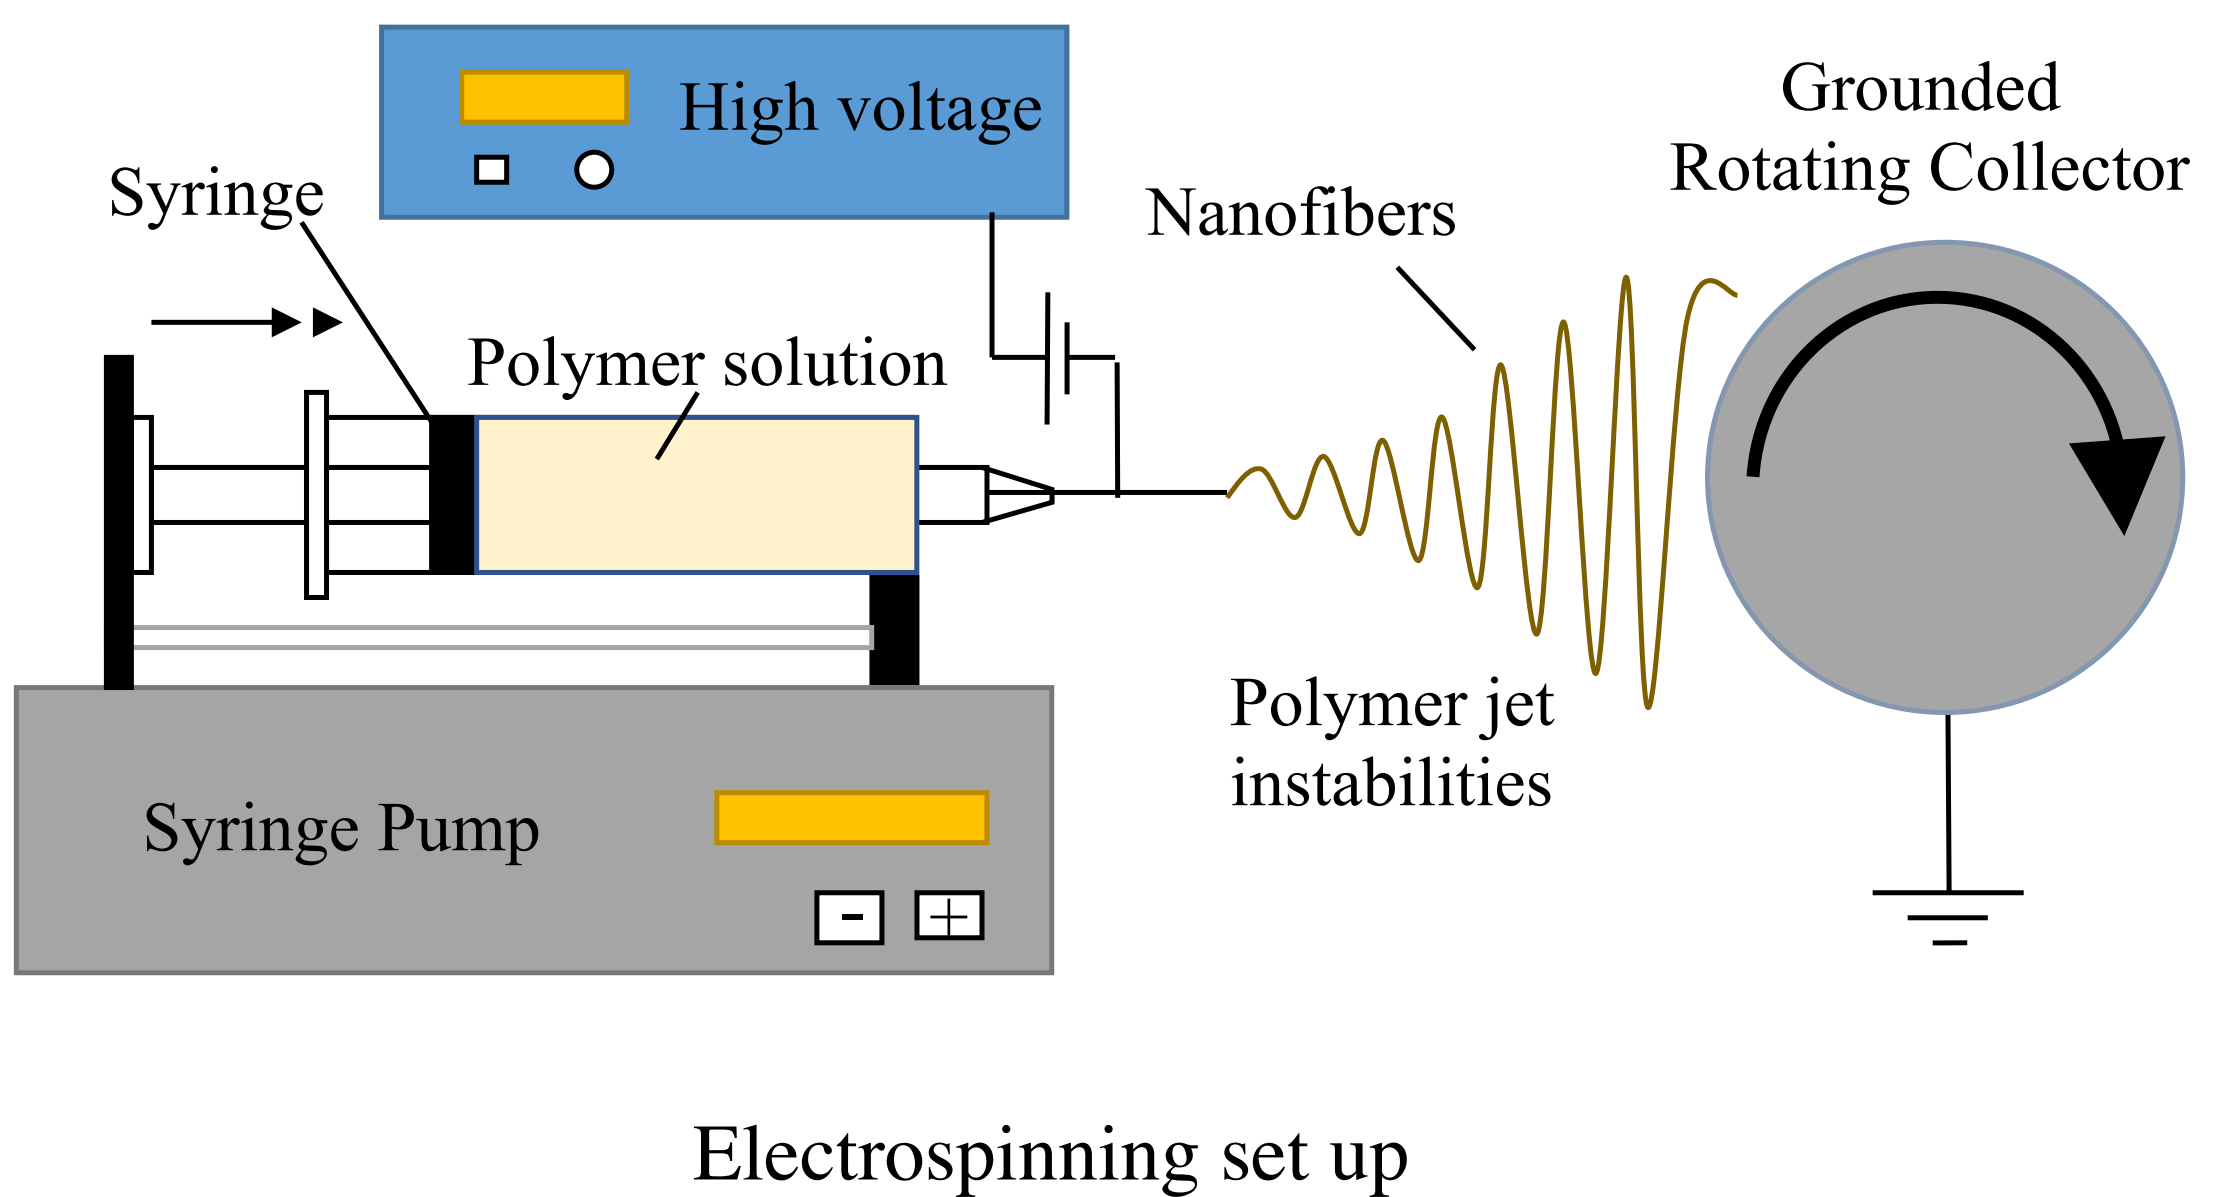 High voltage
Grounded
Rotating Collector
Syringe
Nanofibers
Polymer solution
Polymer jet
instabilities
Syringe Pump
- +
Electrospinning set up